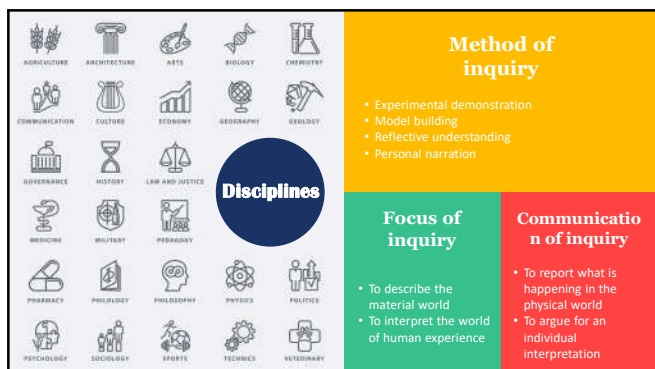 AGRICULTURE ARCHITECTURE ARTS BIOLOGY CHEMISTRY
COMMUNICATION CULTURE ECONOMY GEOGRAPHY GEOLOGY
GOVERNANCE HISTORY LAW AND JUSTICE
Disciplines
MEDICINE MILITARY PEDAGOGY
PHARMACY PHILOLOGY PHILOSOPHY PHYSICS POLITICS
PSYCHOLOGY SOCIOLOGY SPORTS TECHNICS VETERINARY
Method of
inquiry
• Experimental demonstration
• Model building
• Reflective understanding
• Personal narration
Focus of
inquiry
• To describe the
material world
• To interpret the world
of human experience
Communicatio
n of inquiry
• To report what is
happening in the
physical world
• To argue for an
individual
interpretation